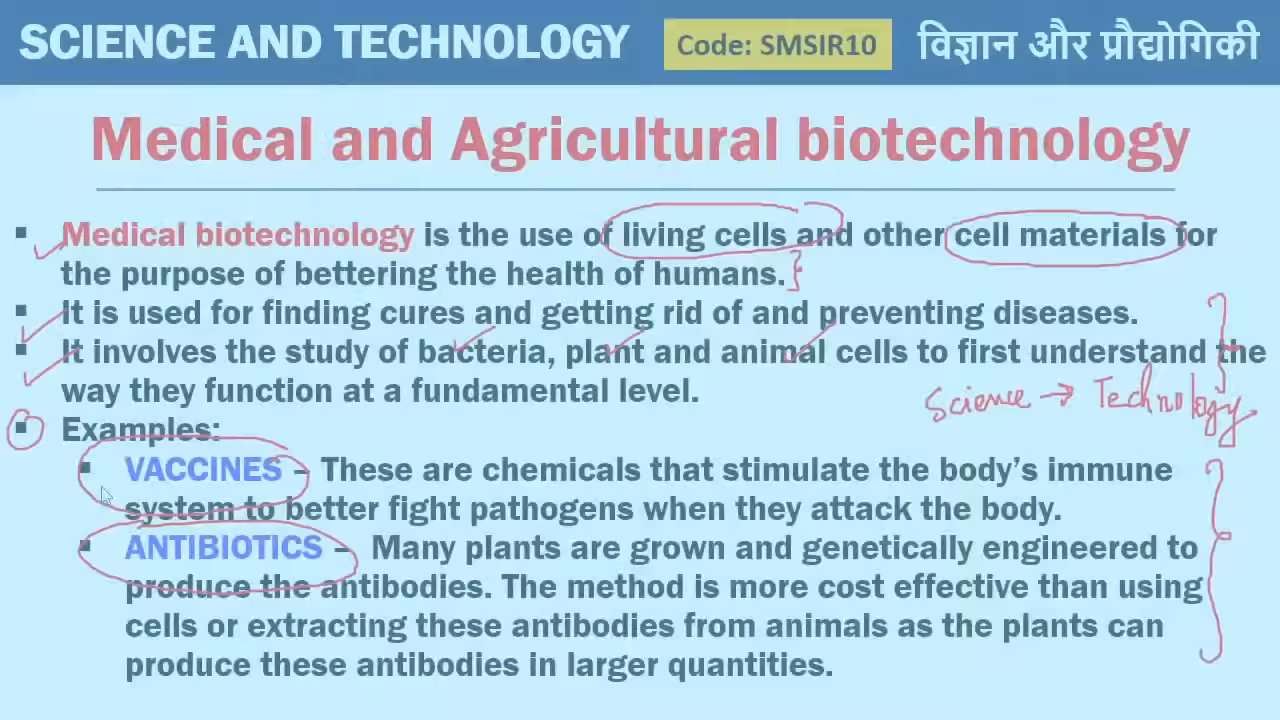 SCIENCE AND TECHNOLOGY
Code: SMSIR10
विज्ञान और प्रौद्योगिकी
Medical and Agricultural biotechnology
▪ Medical biotechnology is the use of living cells and other cell materials for
the purpose of bettering the health of humans.
▪ It is used for finding cures and getting rid of and preventing diseases.
▪ It involves the study of bacteria, plant and animal cells to first understand the
way they function at a fundamental level.
Science → Technology
▪ Examples:
▪ VACCINES – These are chemicals that stimulate the body’s immune
system to better fight pathogens when they attack the body.
▪ ANTIBIOTICS – Many plants are grown and genetically engineered to
produce the antibodies. The method is more cost effective than using
cells or extracting these antibodies from animals as the plants can
produce these antibodies in larger quantities.